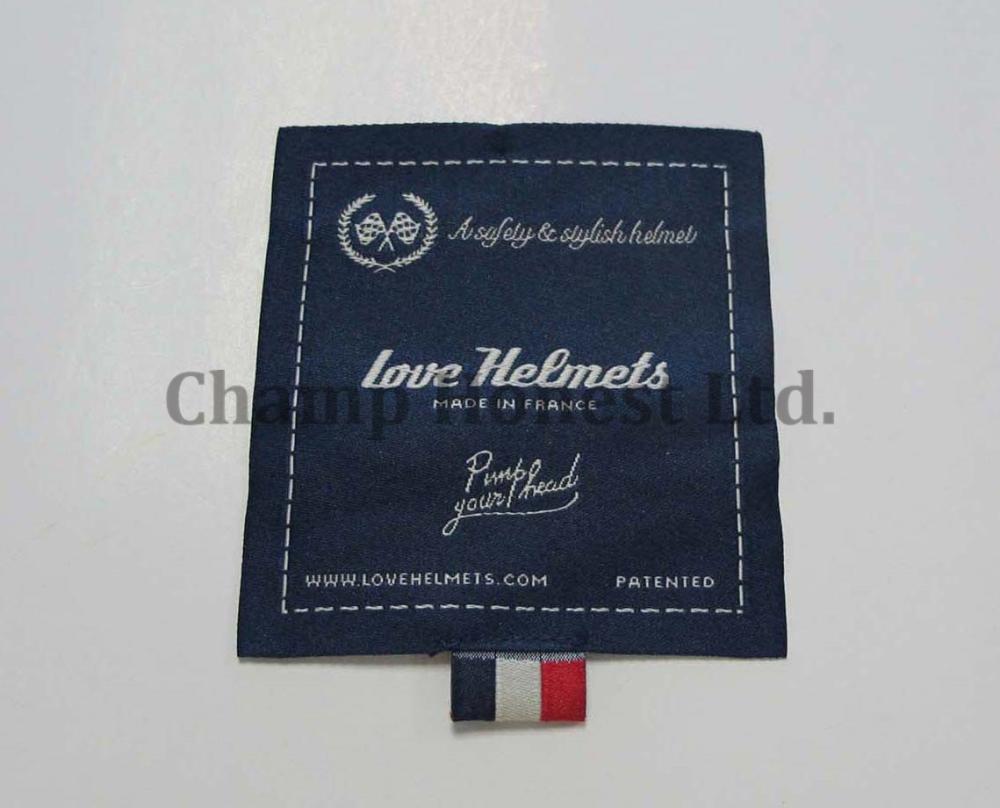 A safety & stylish helmet
Love Helmets
Champ Honest Ltd.
MADE IN FRANCE
Pimp
your head
WWW.LOVEHELMETS.COM
PATENTED